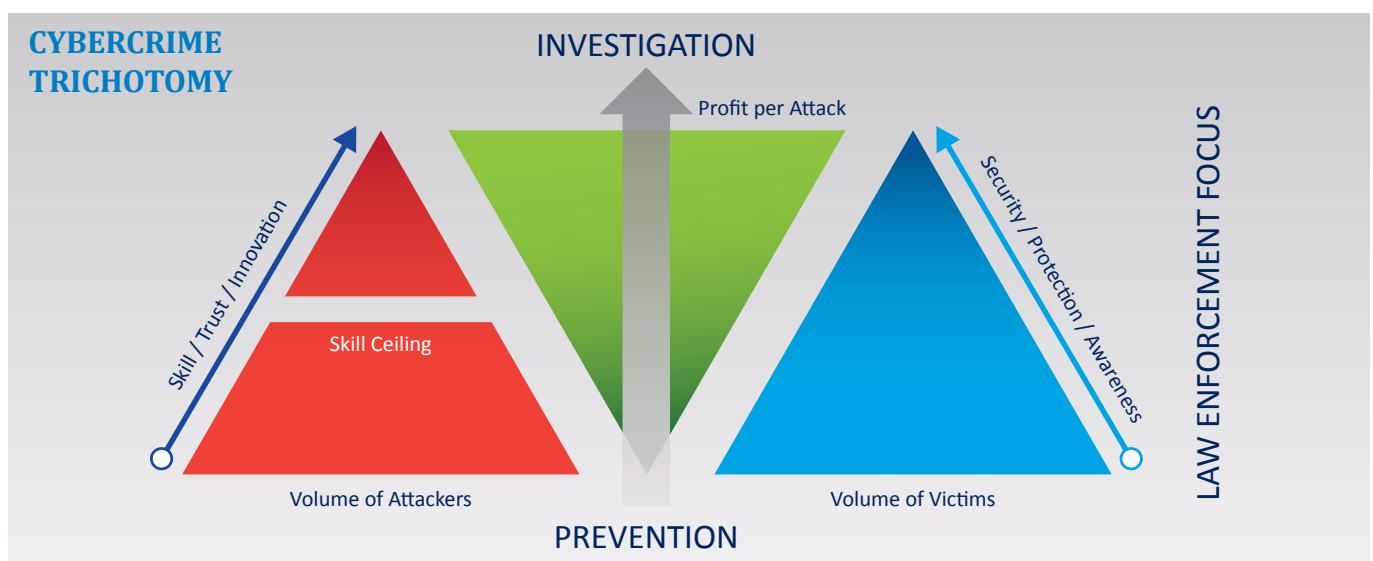 CYBERCRIME
TRICHOTOMY
INVESTIGATION
Profit per Attack
Skill / Trust / Innovation
Skill Ceiling
Security / Protection / Awareness
LAW ENFORCEMENT FOCUS
Volume of Attackers
Volume of Victims
PREVENTION